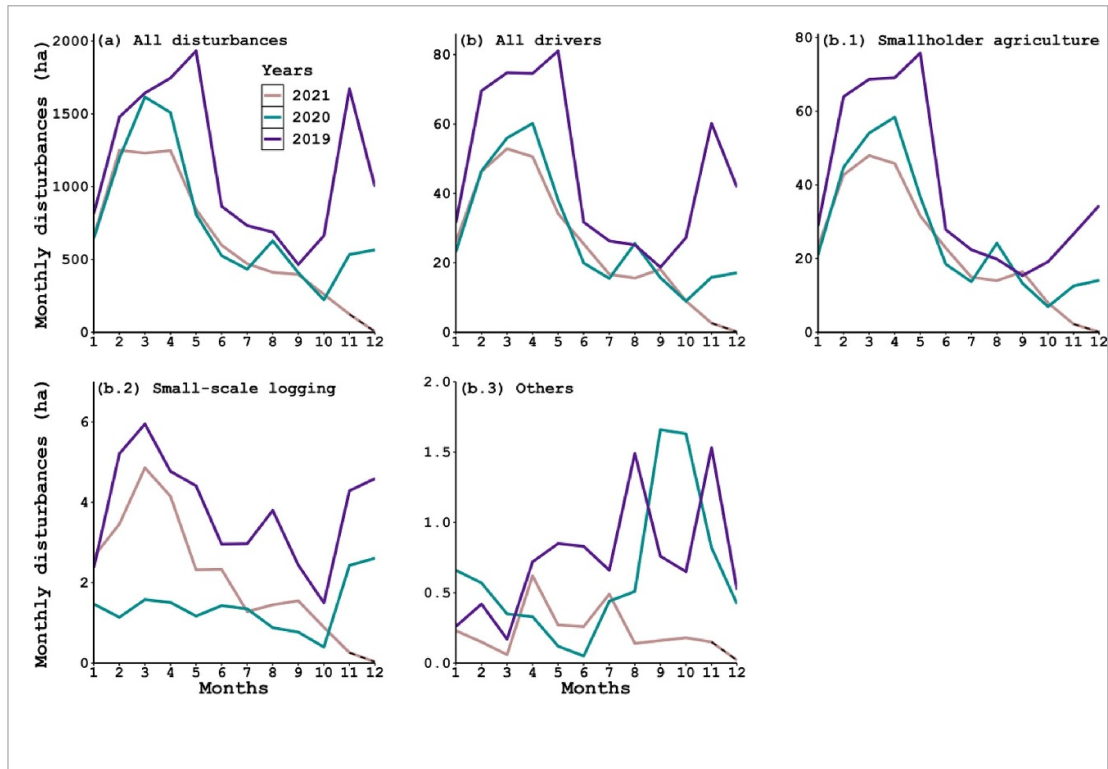 (a) All disturbances
Monthly disturbances (ha)
2000
1500
1000
500
0
Years
2021
2020
2019
1 2 3 4 5 6 7 8 9 10 11 12
(b) All drivers
80
60
40
20
0
1 2 3 4 5 6 7 8 9 10 11 12
(b.1) Smallholder agriculture
80
60
40
20
0
1 2 3 4 5 6 7 8 9 10 11 12
(b.2) Small-scale logging
Monthly disturbances (ha)
6
4
2
0
1 2 3 4 5 6 7 8 9 10 11 12
Months
(b.3) Others
2.0
1.5
1.0
0.5
0.0
1 2 3 4 5 6 7 8 9 10 11 12
Months